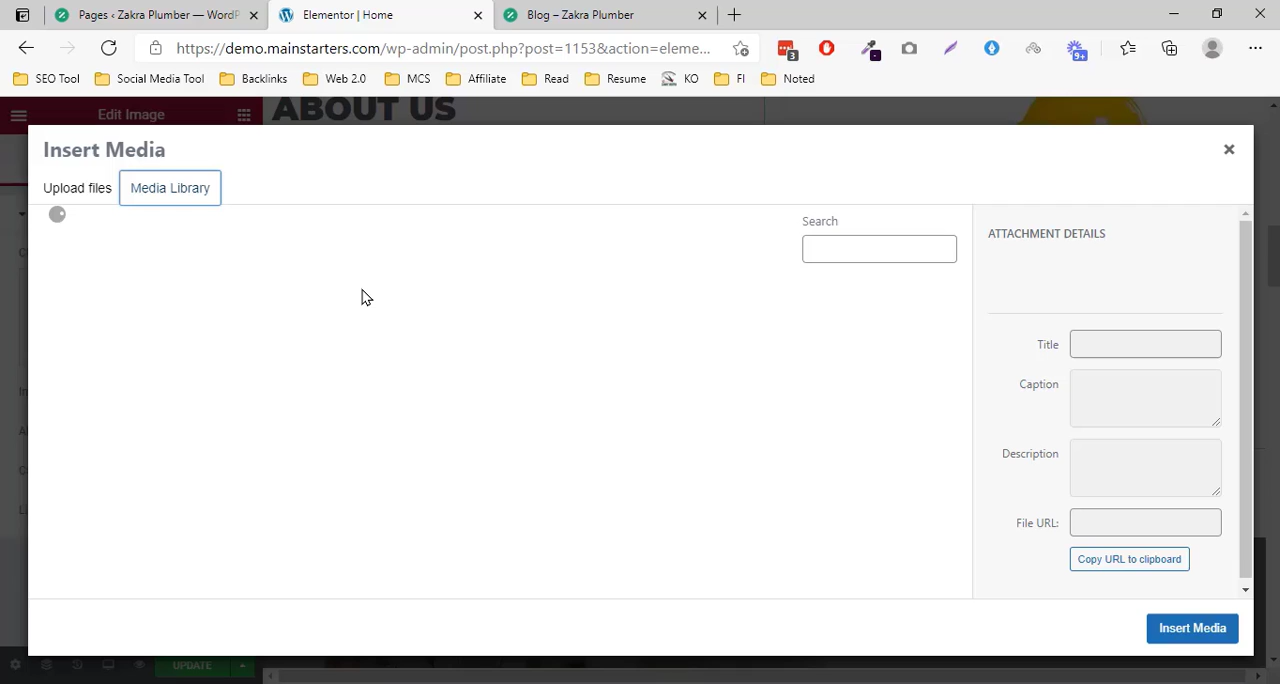 Pages ‹ Zakra Plumber — WordP
Elementor | Home
Blog – Zakra Plumber
https://demo.mainstarters.com/wp-admin/post.php?post=1153&action=eleme...
3
9+
SEO Tool
Social Media Tool
Backlinks
Web 2.0
MCS
Affiliate
Read
Resume
KO
FI
Noted
Edit Image
ABOUT US
Insert Media
Upload files
Media Library
Search
ATTACHMENT DETAILS
Title
Caption
Description
File URL:
Copy URL to clipboard
Insert Media
UPDATE